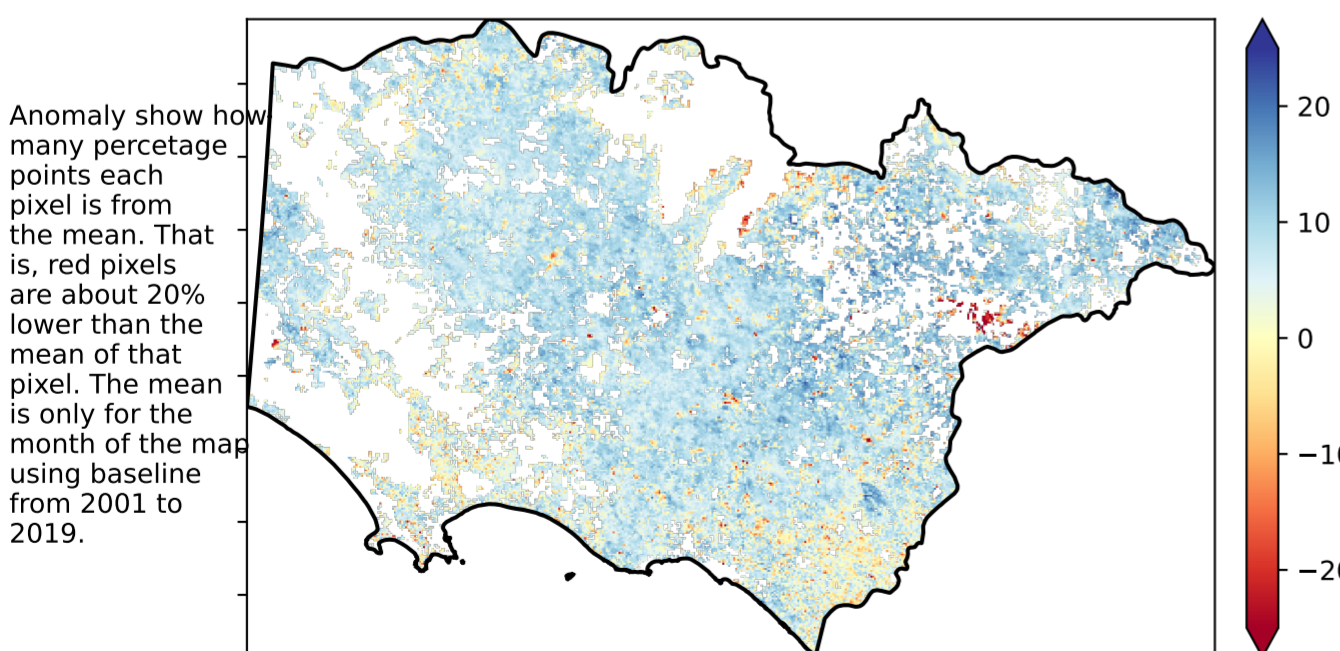 Anomaly show how
many percetage
points each
pixel is from
the mean. That
is, red pixels
are about 20%
lower than the
mean of that
pixel. The mean
is only for the
month of the map
using baseline
from 2001 to
2019.
20
10
0
−10
−20